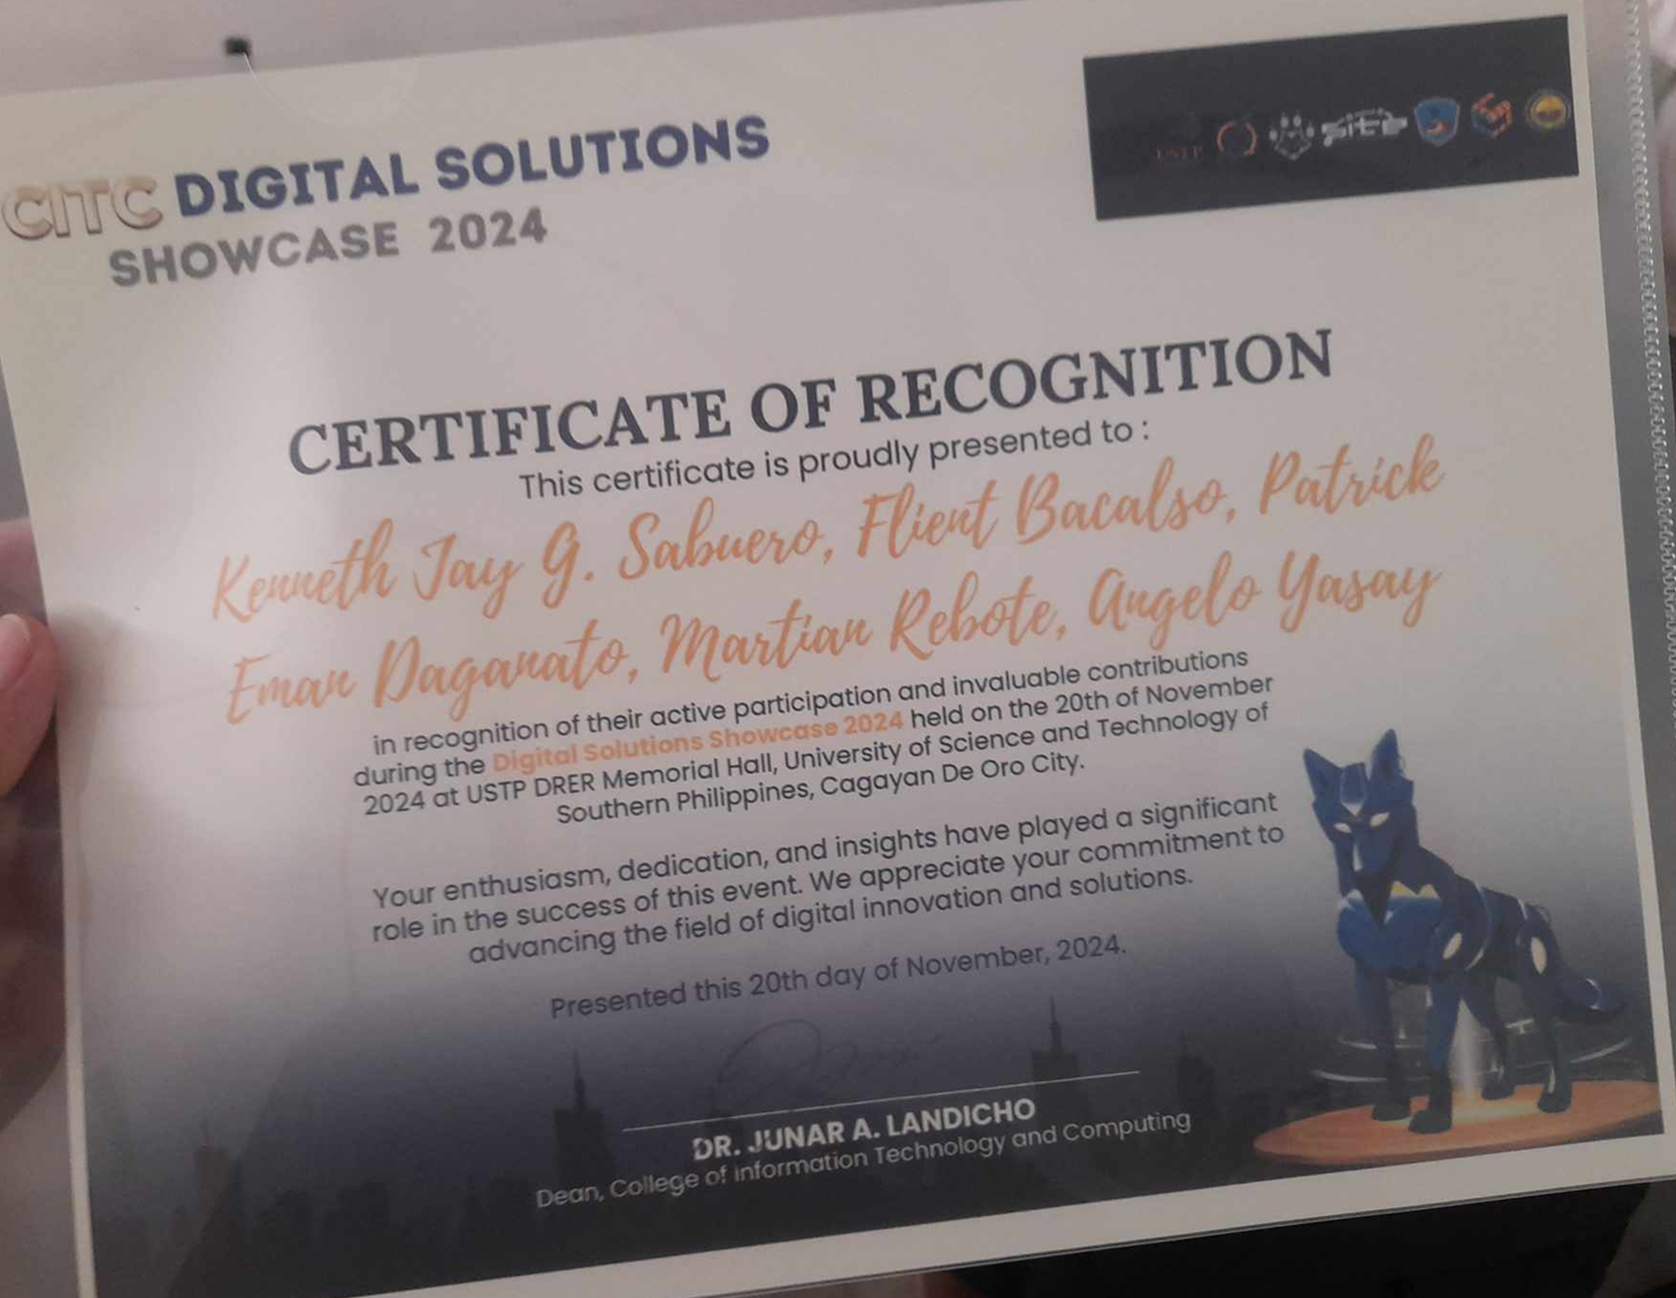 CITC DIGITAL SOLUTIONS
SHOWCASE 2024
USTP
CERTIFICATE OF RECOGNITION
This certificate is proudly presented to :
Kenneth Jay G. Sabuero, Flient Bacalso, Patrick
Eman Daganato, Martian Rebote, Angelo Yasay
in recognition of their active participation and invaluable contributions
during the Digital Solutions Showcase 2024 held on the 20th of November
2024 at USTP DRER Memorial Hall, University of Science and Technology of
Southern Philippines, Cagayan De Oro City.
Your enthusiasm, dedication, and insights have played a significant
role in the success of this event. We appreciate your commitment to
advancing the field of digital innovation and solutions.
Presented this 20th day of November, 2024.
DR. JUNAR A. LANDICHO
Dean, College of Information Technology and Computing